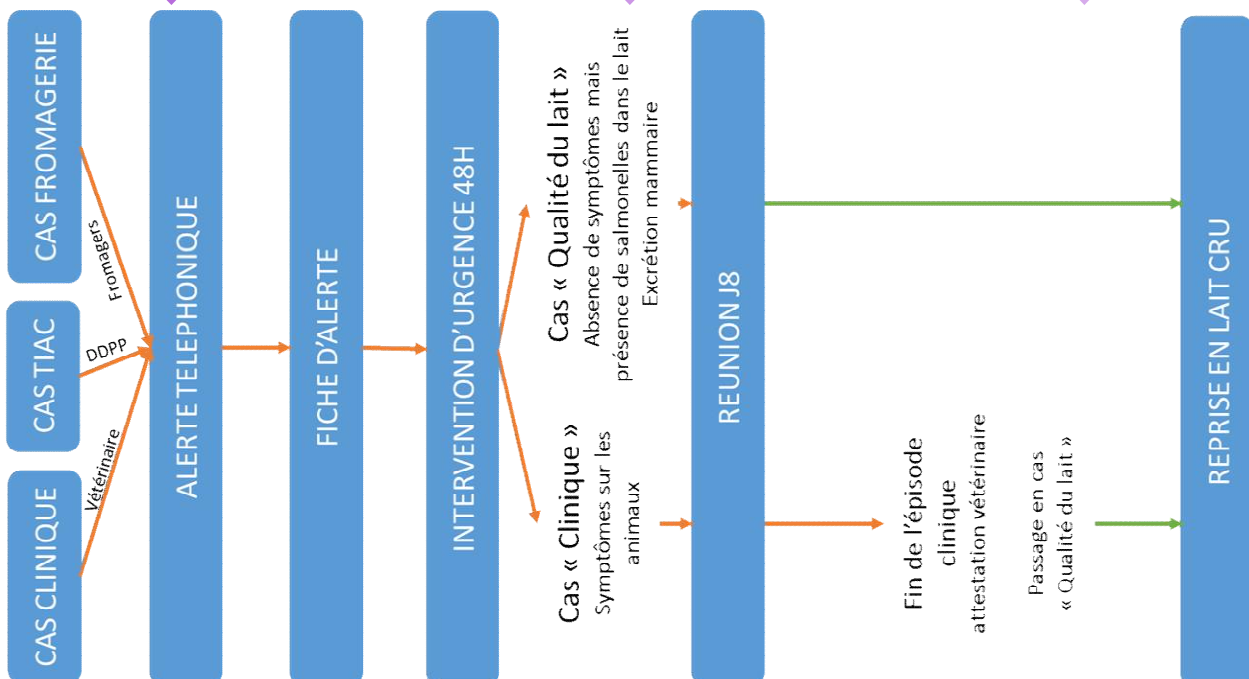 CAS CLINIQUE
CAS TIAC
CAS FROMAGERIE
Vétérinaire
DDPP
Fromagers
ALERTE TELEPHONIQUE
FICHE D'ALERTE
INTERVENTION D'URGENCE 48H
Cas « Clinique »
Symptômes sur les
animaux
Cas « Qualité du lait »
Absence de symptômes mais
présence de salmonelles dans le lait
Excrétion mammaire
REUNION J8
Fin de l'épisode
clinique
attestation vétérinaire
Passage en cas
« Qualité du lait »
REPRISE EN LAIT CRU